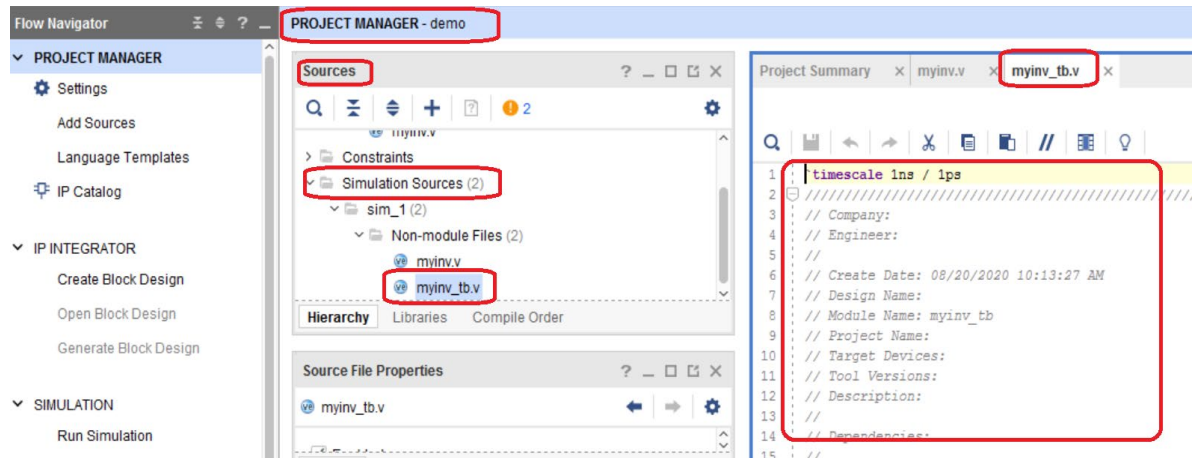 Flow Navigator
PROJECT MANAGER
Settings
Add Sources
Language Templates
IP Catalog
IP INTEGRATOR
Create Block Design
Open Block Design
Generate Block Design
SIMULATION
Run Simulation
PROJECT MANAGER - demo
Sources
2
myinv.v
Constraints
Simulation Sources (2)
sim_1 (2)
Non-module Files (2)
myinv.v
myinv_tb.v
Hierarchy Libraries Compile Order
Source File Properties
myinv_tb.v
Project Summary myinv.v myinv_tb.v
1 `timescale 1ns / 1ps
2 //////////////////////////////////////////////////////////
3 // Company:
4 // Engineer:
5 //
6 // Create Date: 08/20/2020 10:13:27 AM
7 // Design Name:
8 // Module Name: myinv_tb
9 // Project Name:
10 // Target Devices:
11 // Tool Versions:
12 // Description:
13 //
14 // Dependencies:
15 //